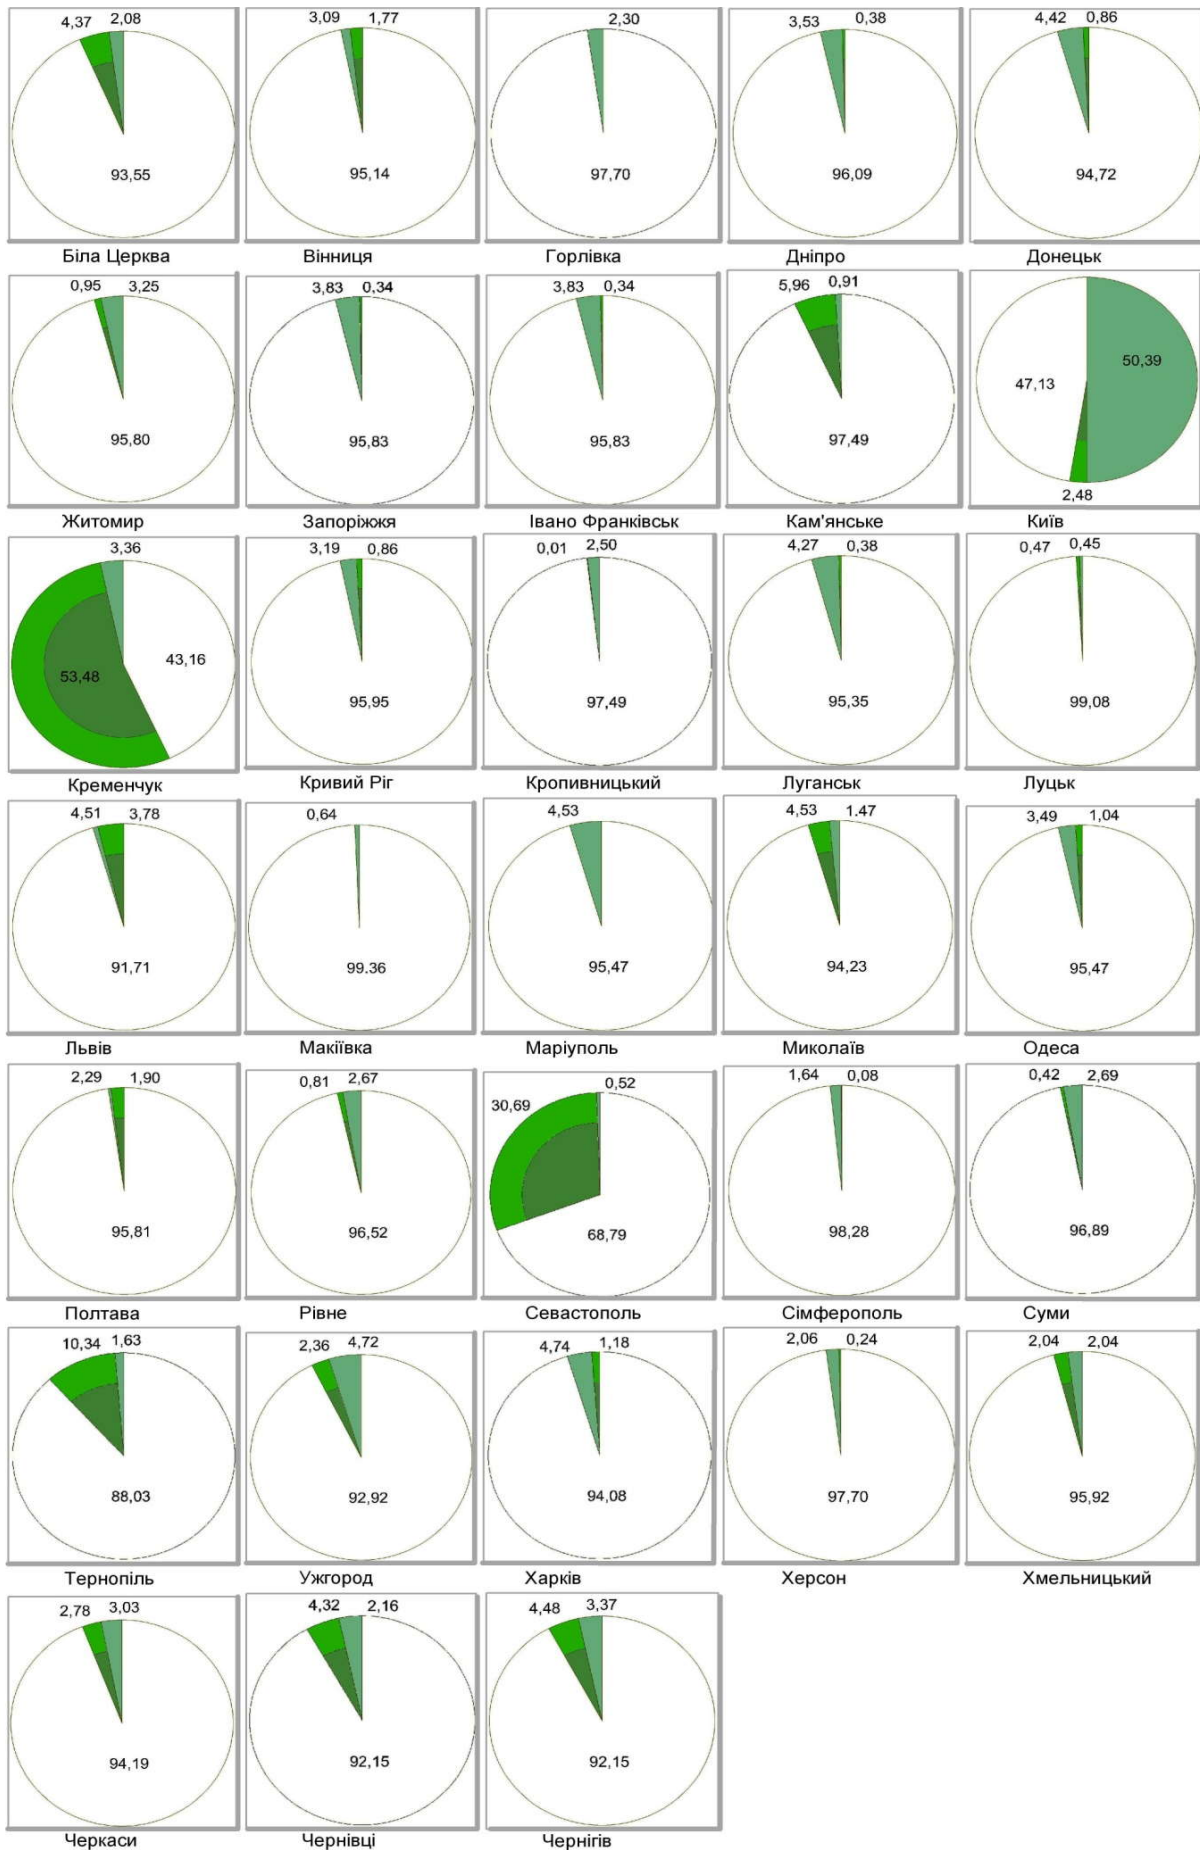 4,37 2,08 3,09 1,77 2,30 3,53 0,38 4,42 0,86
93,55 95,14 97,70 96,09 94,72
Біла Церква Вінниця Горлівка Дніпро Донецьк
0,95 3,25 3,83 0,34 3,83 0,34 5,96 0,91
50,39
47,13
95,80 95,83 95,83 97,49
2,48
Житомир Запоріжжя Івано Франківськ Кам'янське Київ
3,36 3,19 0,86 0,01 2,50 4,27 0,38 0,47 0,45
53,48 43,16
95,95 97,49 95,35 99,08
Кременчук Кривий Ріг Кропивницький Луганськ Луцьк
4,51 3,78 0,64 4,53 4,53 1.47 3,49 1,04
91,71 99.36 95,47 94,23 95,47
Львів Макіївка Маріуполь Миколаїв Одеса
2,29 1,90 0,81 2,67 0,52 1,64 0,08 0,42 2,69
30,69
95,81 96,52 68,79 98,28 96,89
Полтава Рівне Севастополь Сімферополь Суми
10,34 1,63 2,36 4,72 4,74 1,18 2,06 0,24 2,04 2,04
88,03 92,92 94,08 97,70 95,92
Тернопіль Ужгород Харків Херсон Хмельницький
2,78 3,03 4,32 2,16 4,48 3,37
94,19 92,15 92,15
Черкаси Чернівці Чернігів